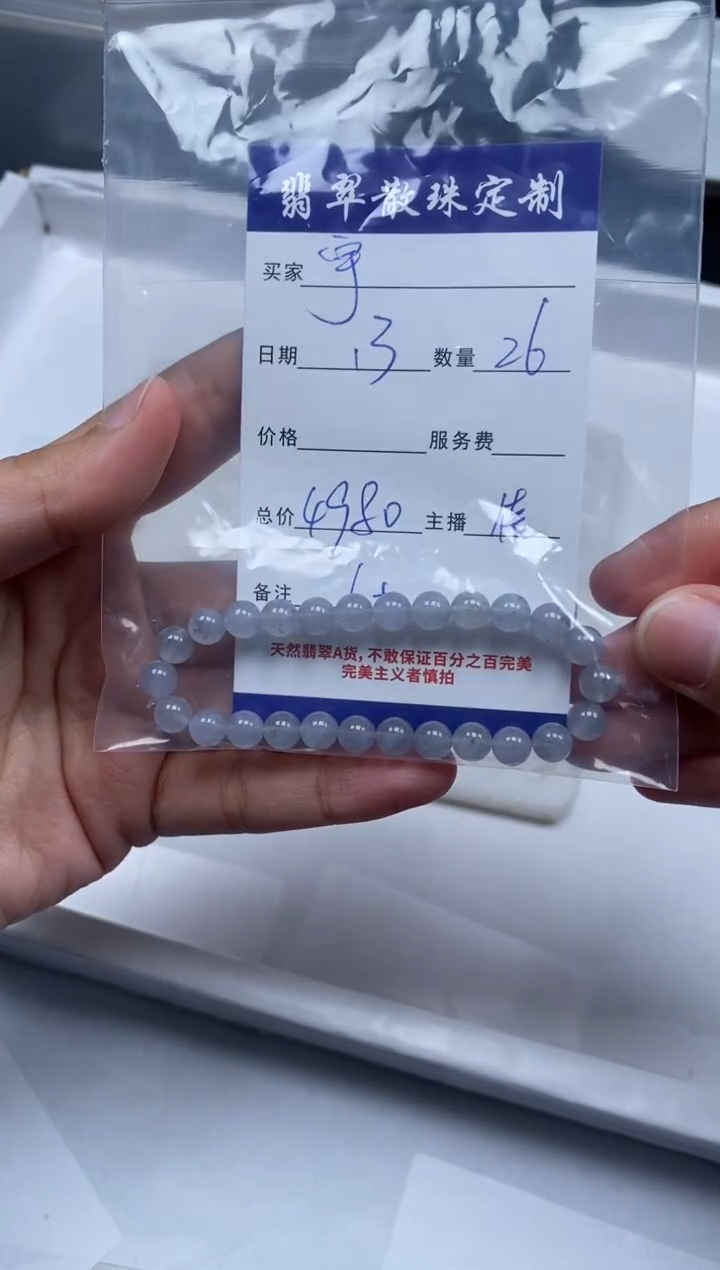 翡翠散珠定制
买家
日期 13 数量 26
价格 服务费
总价 4980 主播
备注
天然翡翠A货,不敢保证百分之百完美
完美主义者慎拍